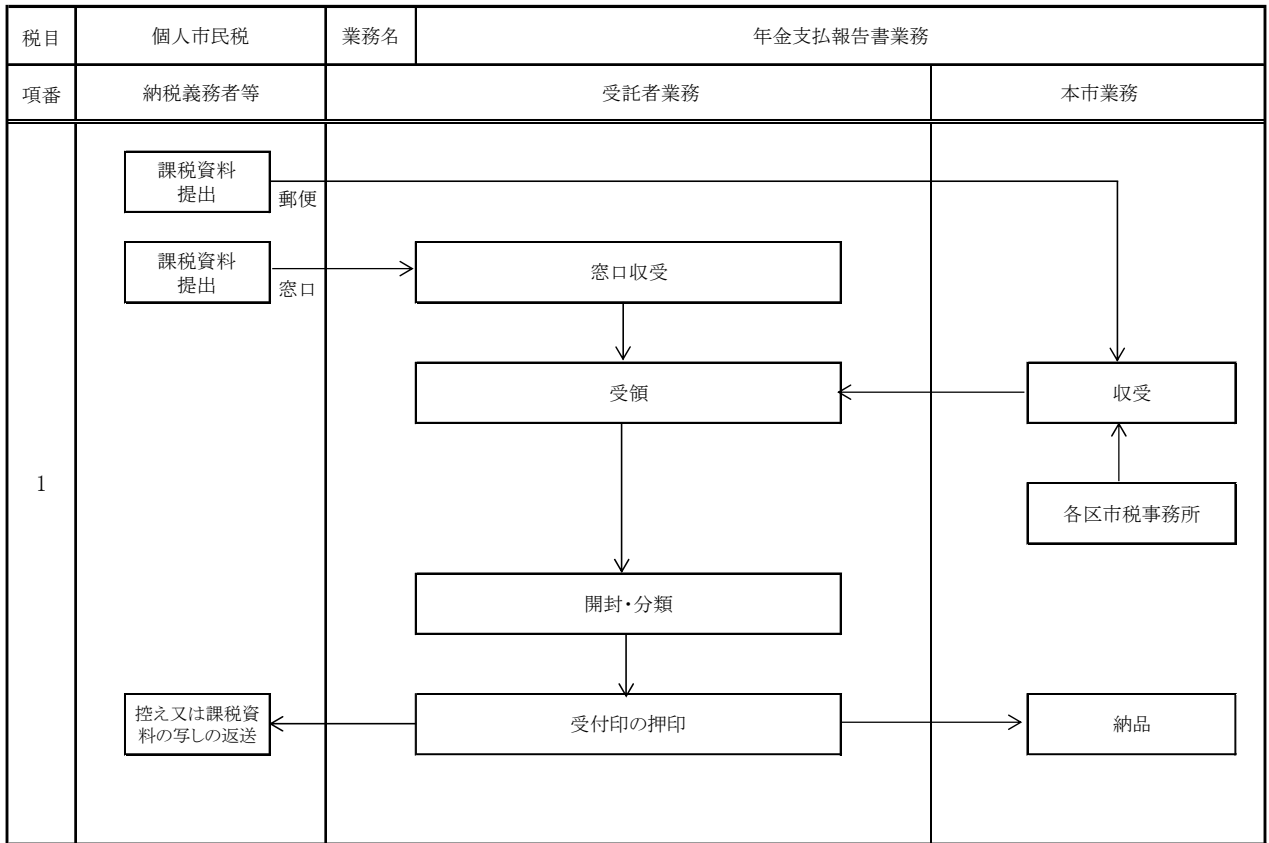 税目
個人市民税
業務名
年金支払報告書業務
項番
納税義務者等
受託者業務
本市業務
課税資料
提出
郵便
課税資料
提出
窓口
窓口収受
受領
収受
1
各区市税事務所
開封・分類
控え又は課税資
料の写しの返送
受付印の押印
納品